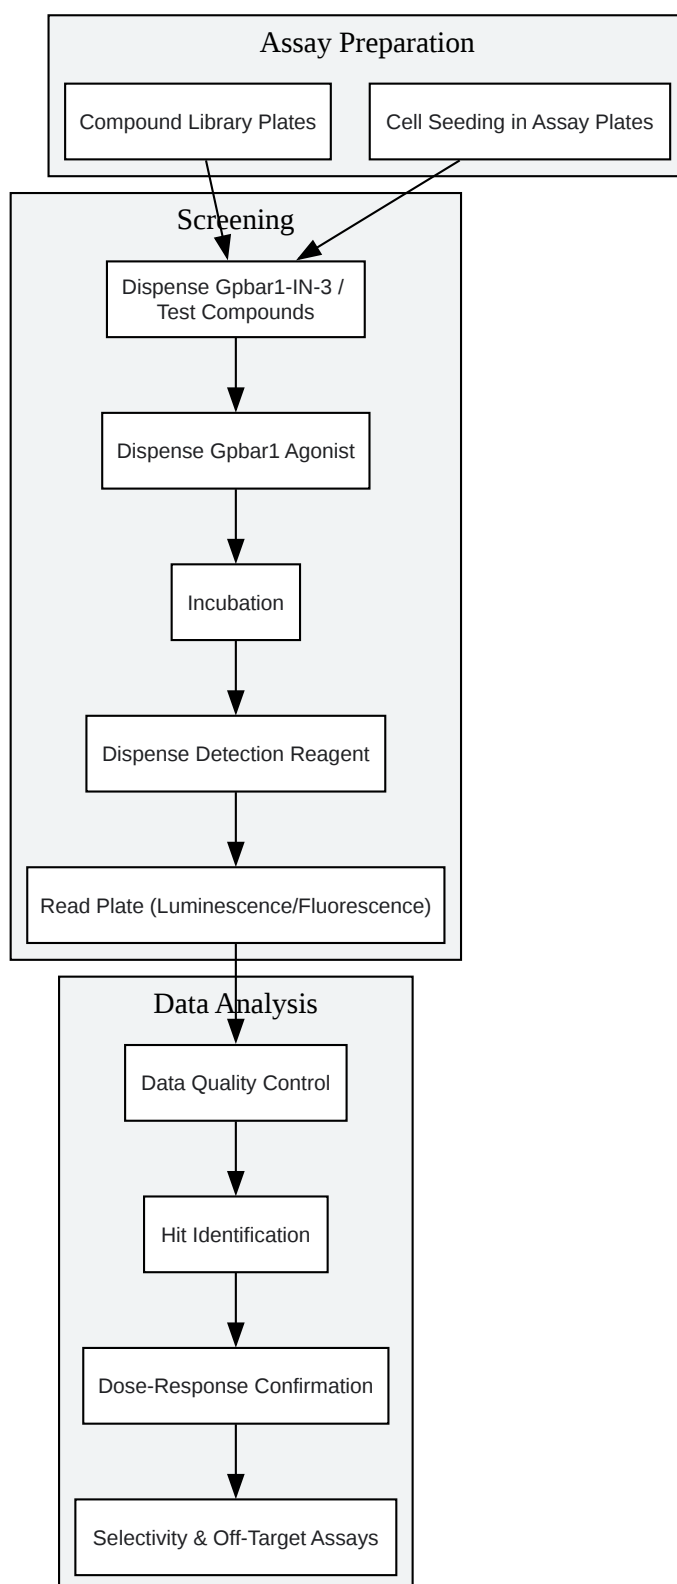 Assay Preparation
Compound Library Plates
Cell Seeding in Assay Plates
Screening
Dispense Gpbar1-IN-3 /
Test Compounds
Dispense Gpbar1 Agonist
Incubation
Dispense Detection Reagent
Read Plate (Luminescence/Fluorescence)
Data Analysis
Data Quality Control
Hit Identification
Dose-Response Confirmation
Selectivity & Off-Target Assays